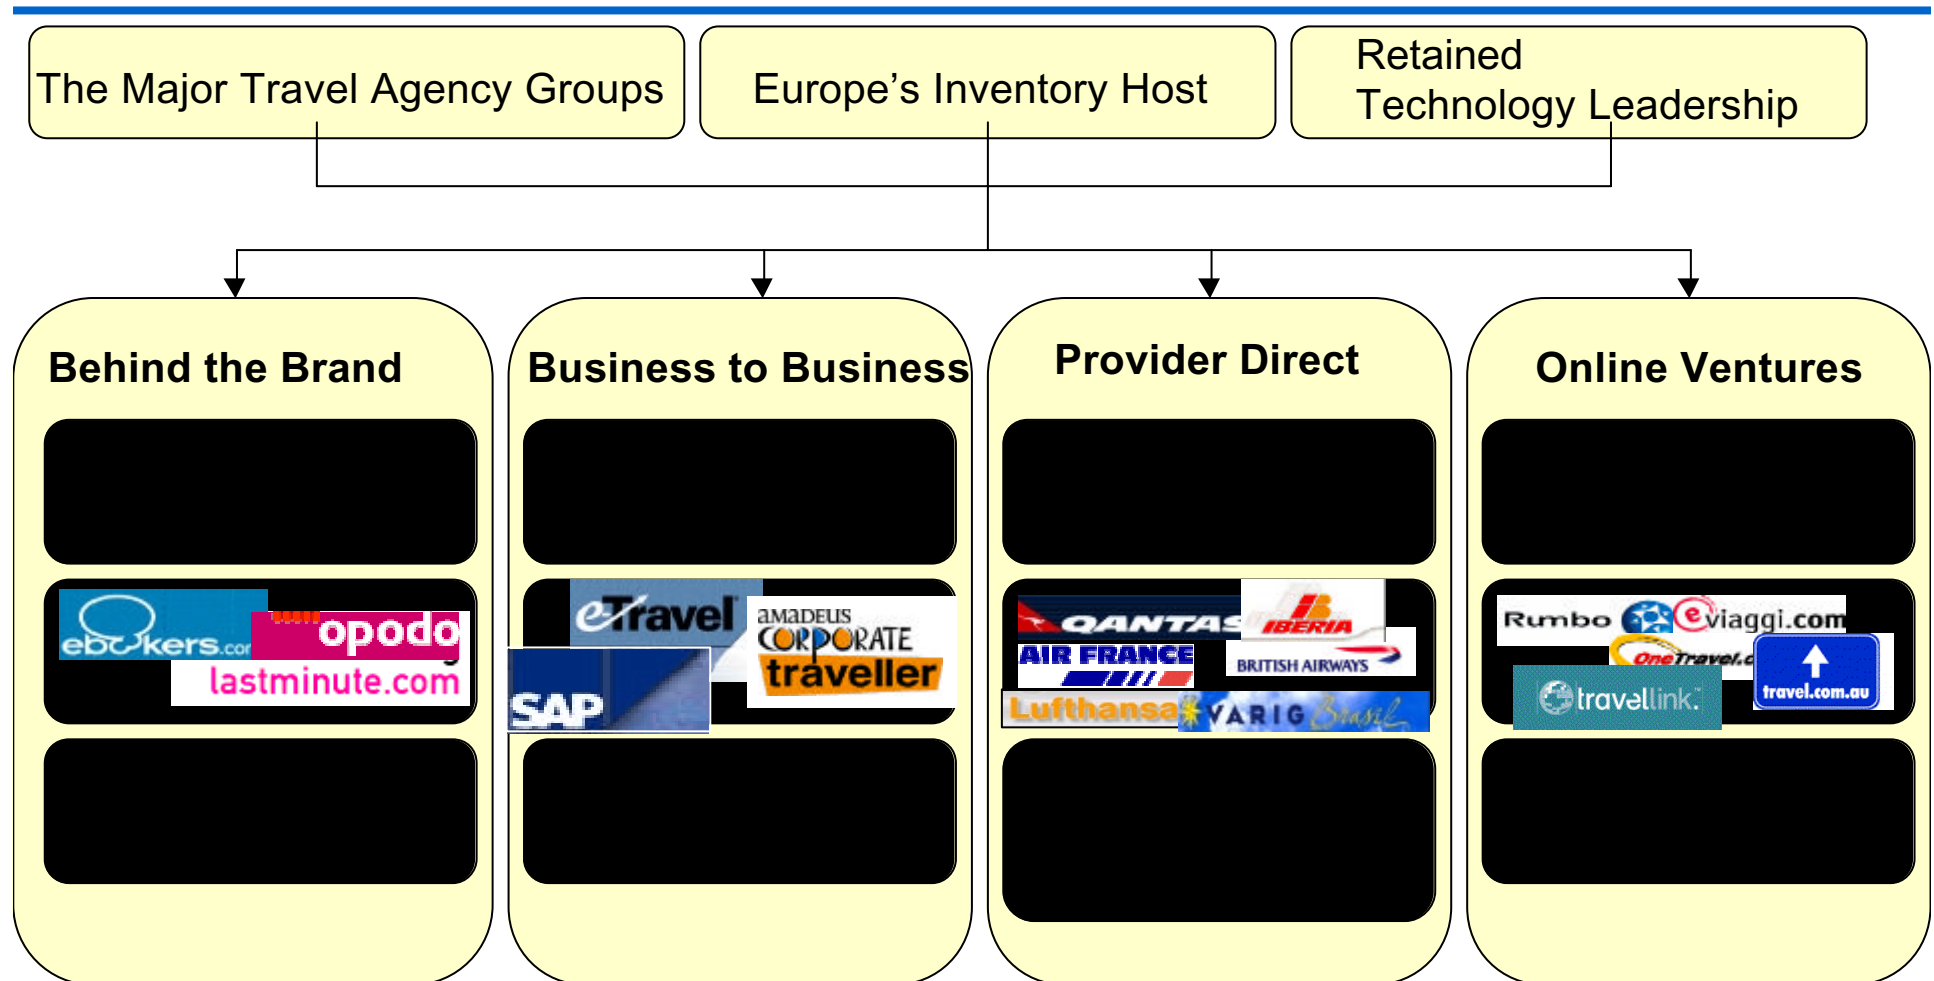 The Major Travel Agency Groups
Europe's Inventory Host
Retained
Technology Leadership
Behind the Brand
Business to Business
Provider Direct
Online Ventures
ebookers.com
opodo
lastminute.com
eTravel
amadeus
CORPORATE
traveller
SAP
QANTAS
IBERIA
AIR FRANCE
BRITISH AIRWAYS
Lufthansa
VARIG Brasil
Rumbo
eviaggi.com
OneTravel.c
travel.com.au
travellink.